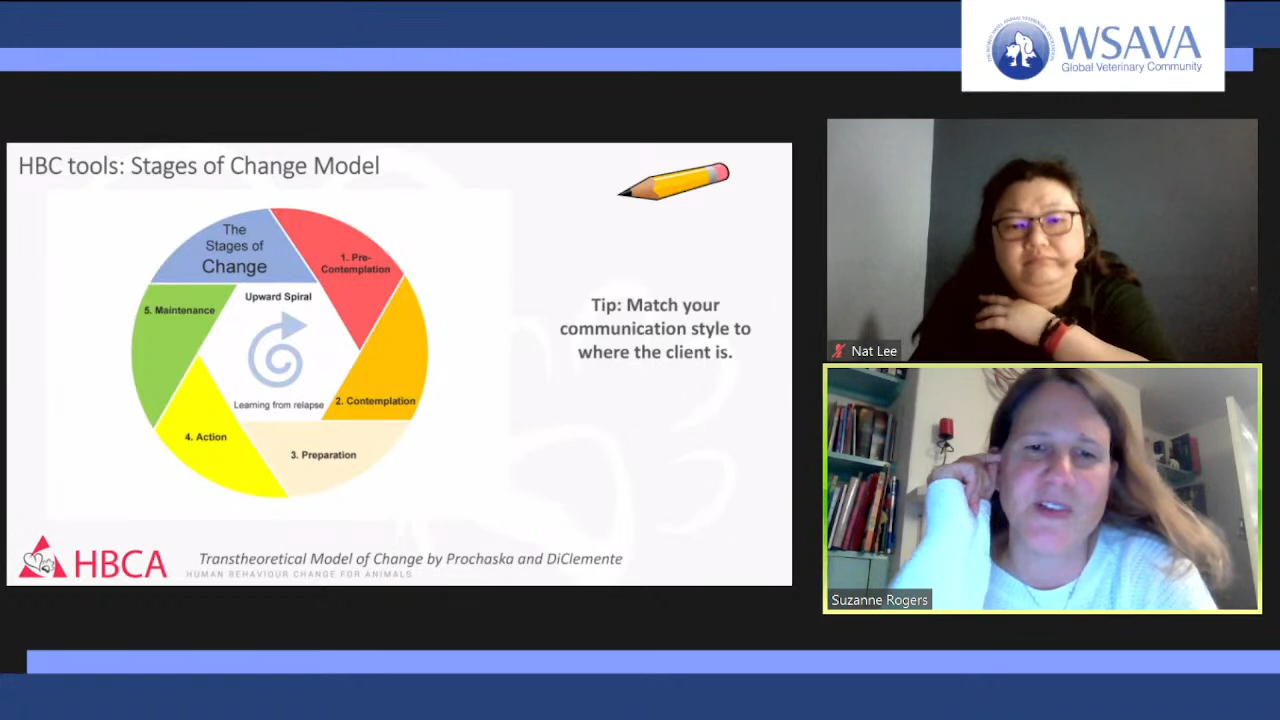 WSAVA
Global Veterinary Community
HBC tools: Stages of Change Model
The
Stages of
Change
1. Pre-
Contemplation
5. Maintenance
Upward Spiral
Learning from relapse
2. Contemplation
4. Action
3. Preparation
Tip: Match your
communication style to
where the client is.
HBCA
Transtheoretical Model of Change by Prochaska and DiClemente
HUMAN BEHAVIOUR CHANGE FOR ANIMALS
Nat Lee
Suzanne Rogers